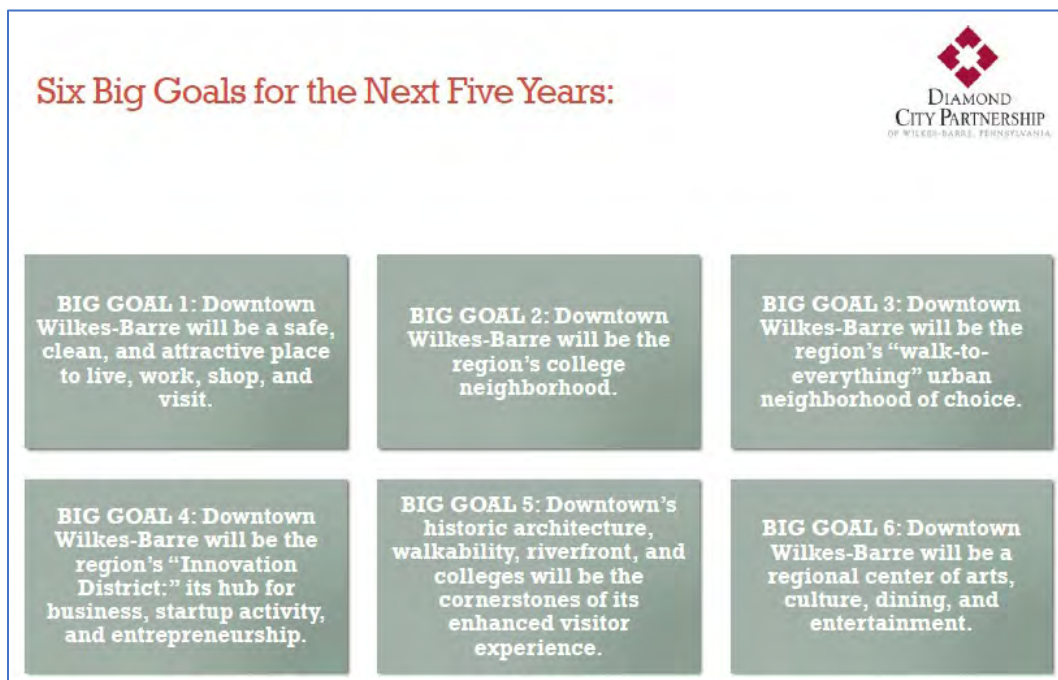 Six Big Goals for the Next Five Years:
DIAMOND
CITY PARTNERSHIP
OF WILKES-BARRE, PENNSYLVANIA
BIG GOAL 1: Downtown
Wilkes-Barre will be a safe,
clean, and attractive place
to live, work, shop, and
visit.
BIG GOAL 2: Downtown
Wilkes-Barre will be the
region's college
neighborhood.
BIG GOAL 3: Downtown
Wilkes-Barre will be the
region's “walk-to-
everything” urban
neighborhood of choice.
BIG GOAL 4: Downtown
Wilkes-Barre will be the
region's “Innovation
District:” its hub for
business, startup activity,
and entrepreneurship.
BIG GOAL 5: Downtown's
historic architecture,
walkability, riverfront, and
colleges will be the
cornerstones of its
enhanced visitor
experience.
BIG GOAL 6: Downtown
Wilkes-Barre will be a
regional center of arts,
culture, dining, and
entertainment.